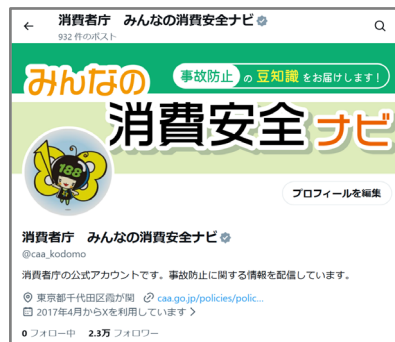 消費者庁　みんなの消費安全ナビ
932 件のポスト
みんなの 事故防止 の 豆知識 をお届けします！
消費安全ナビ
188
プロフィールを編集
消費者庁　みんなの消費安全ナビ
@caa_kodomo
消費者庁の公式アカウントです。事故防止に関する情報を配信しています。
東京都千代田区霞が関 caa.go.jp/policies/polic...
2017年4月からXを利用しています
0 フォロー中 2.3万 フォロワー